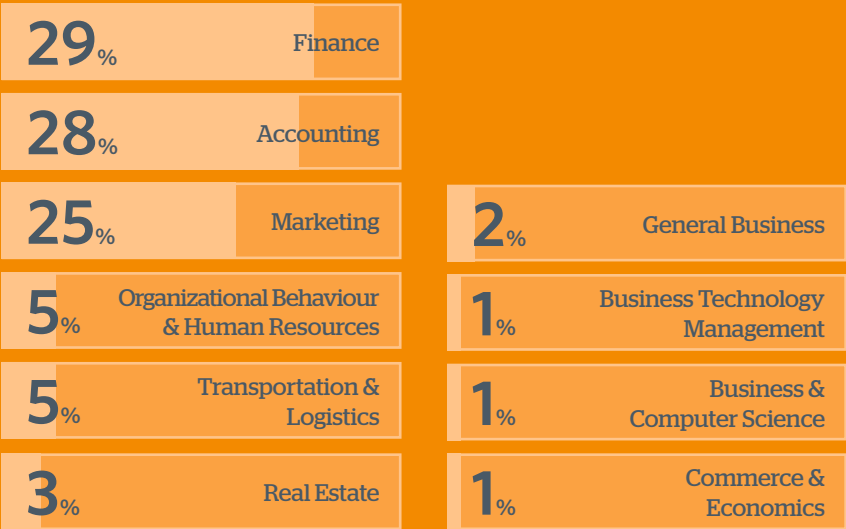 29% Finance
28% Accounting
25% Marketing
5% Organizational Behaviour
& Human Resources
5% Transportation &
Logistics
3% Real Estate
2% General Business
1% Business Technology
Management
1% Business &
Computer Science
1% Commerce &
Economics